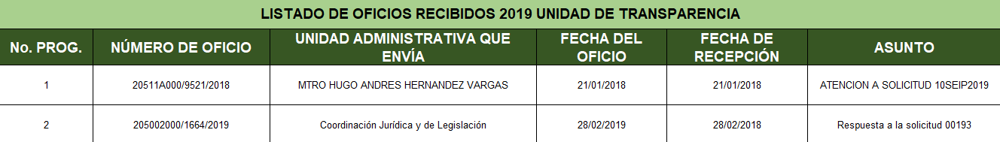 LISTADO DE OFICIOS RECIBIDOS 2019 UNIDAD DE TRANSPARENCIA
No. PROG. NÚMERO DE OFICIO UNIDAD ADMINISTRATIVA QUE ENVÍA FECHA DEL OFICIO FECHA DE RECEPCIÓN ASUNTO
1 20511A000/9521/2018 MTRO HUGO ANDRES HERNANDEZ VARGAS 21/01/2018 21/01/2018 ATENCION A SOLICITUD 10SEIP2019
2 205002000/1664/2019 Coordinación Jurídica y de Legislación 28/02/2019 28/02/2018 Respuesta a la solicitud 00193